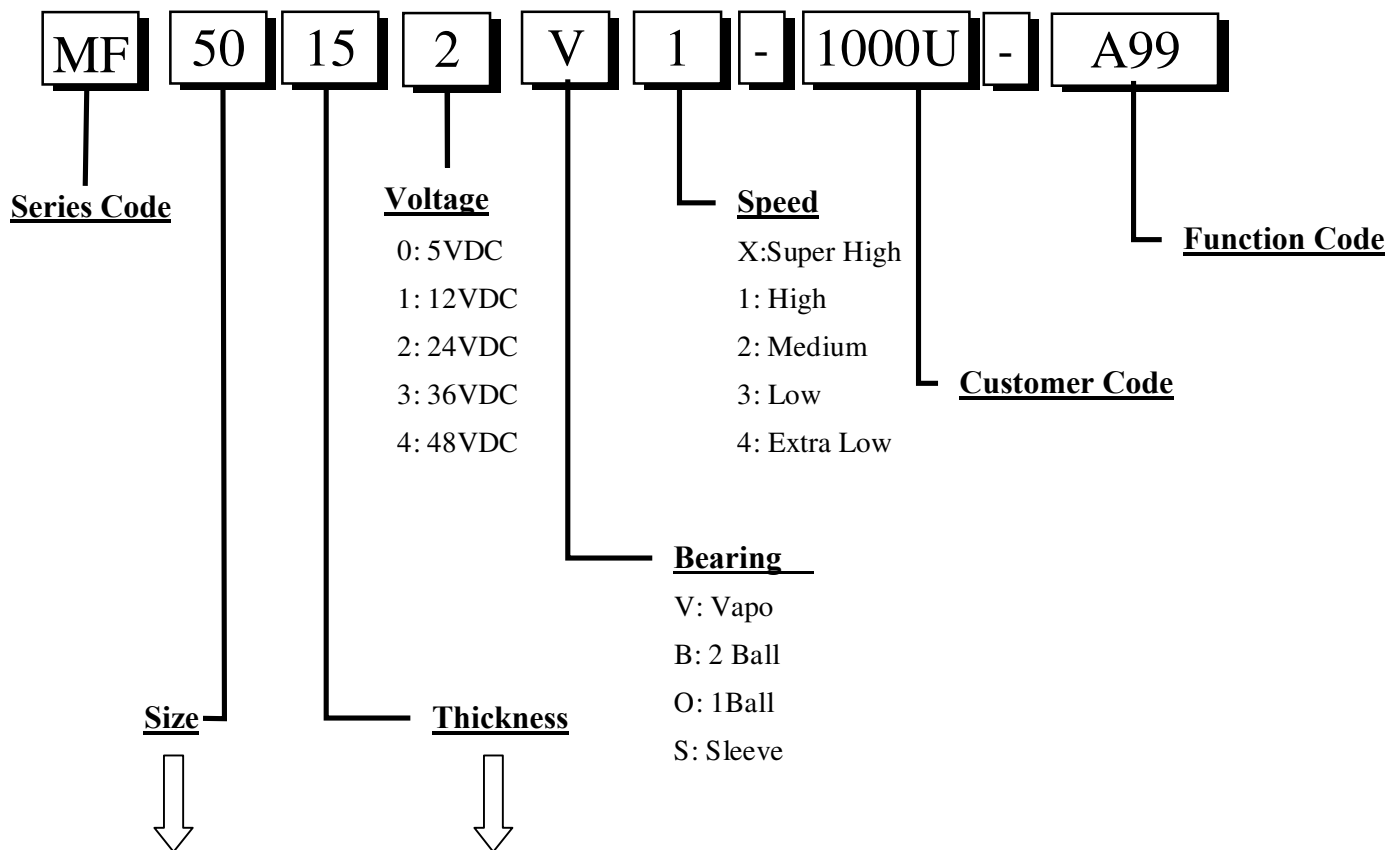 MF 50 15 2 V 1 - 1000U - A99
Series Code
Voltage
0: 5VDC
1: 12VDC
2: 24VDC
3: 36VDC
4: 48VDC
Speed
X:Super High
1: High
2: Medium
3: Low
4: Extra Low
Function Code
Customer Code
Bearing
V: Vapo
B: 2 Ball
O: 1Ball
S: Sleeve
Size
Thickness